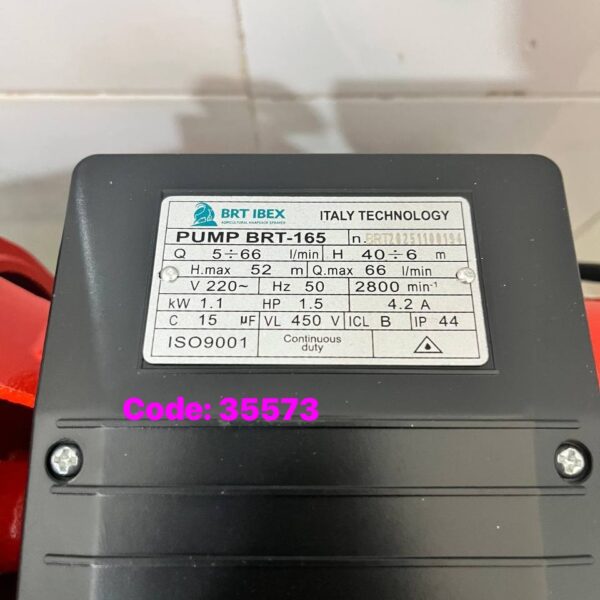 BRT IBEX
ITALY TECHNOLOGY
PUMP BRT-165 n. BRT20251100194
Q 5÷66 l/min H 40÷6 m
H.max 52 m Q.max 66 l/min
V 220~ Hz 50 2800 min⁻¹
kW 1.1 HP 1.5 4.2 A
C 15 µF VL 450 V ICL B IP 44
ISO9001 Continuous duty
Code: 35573